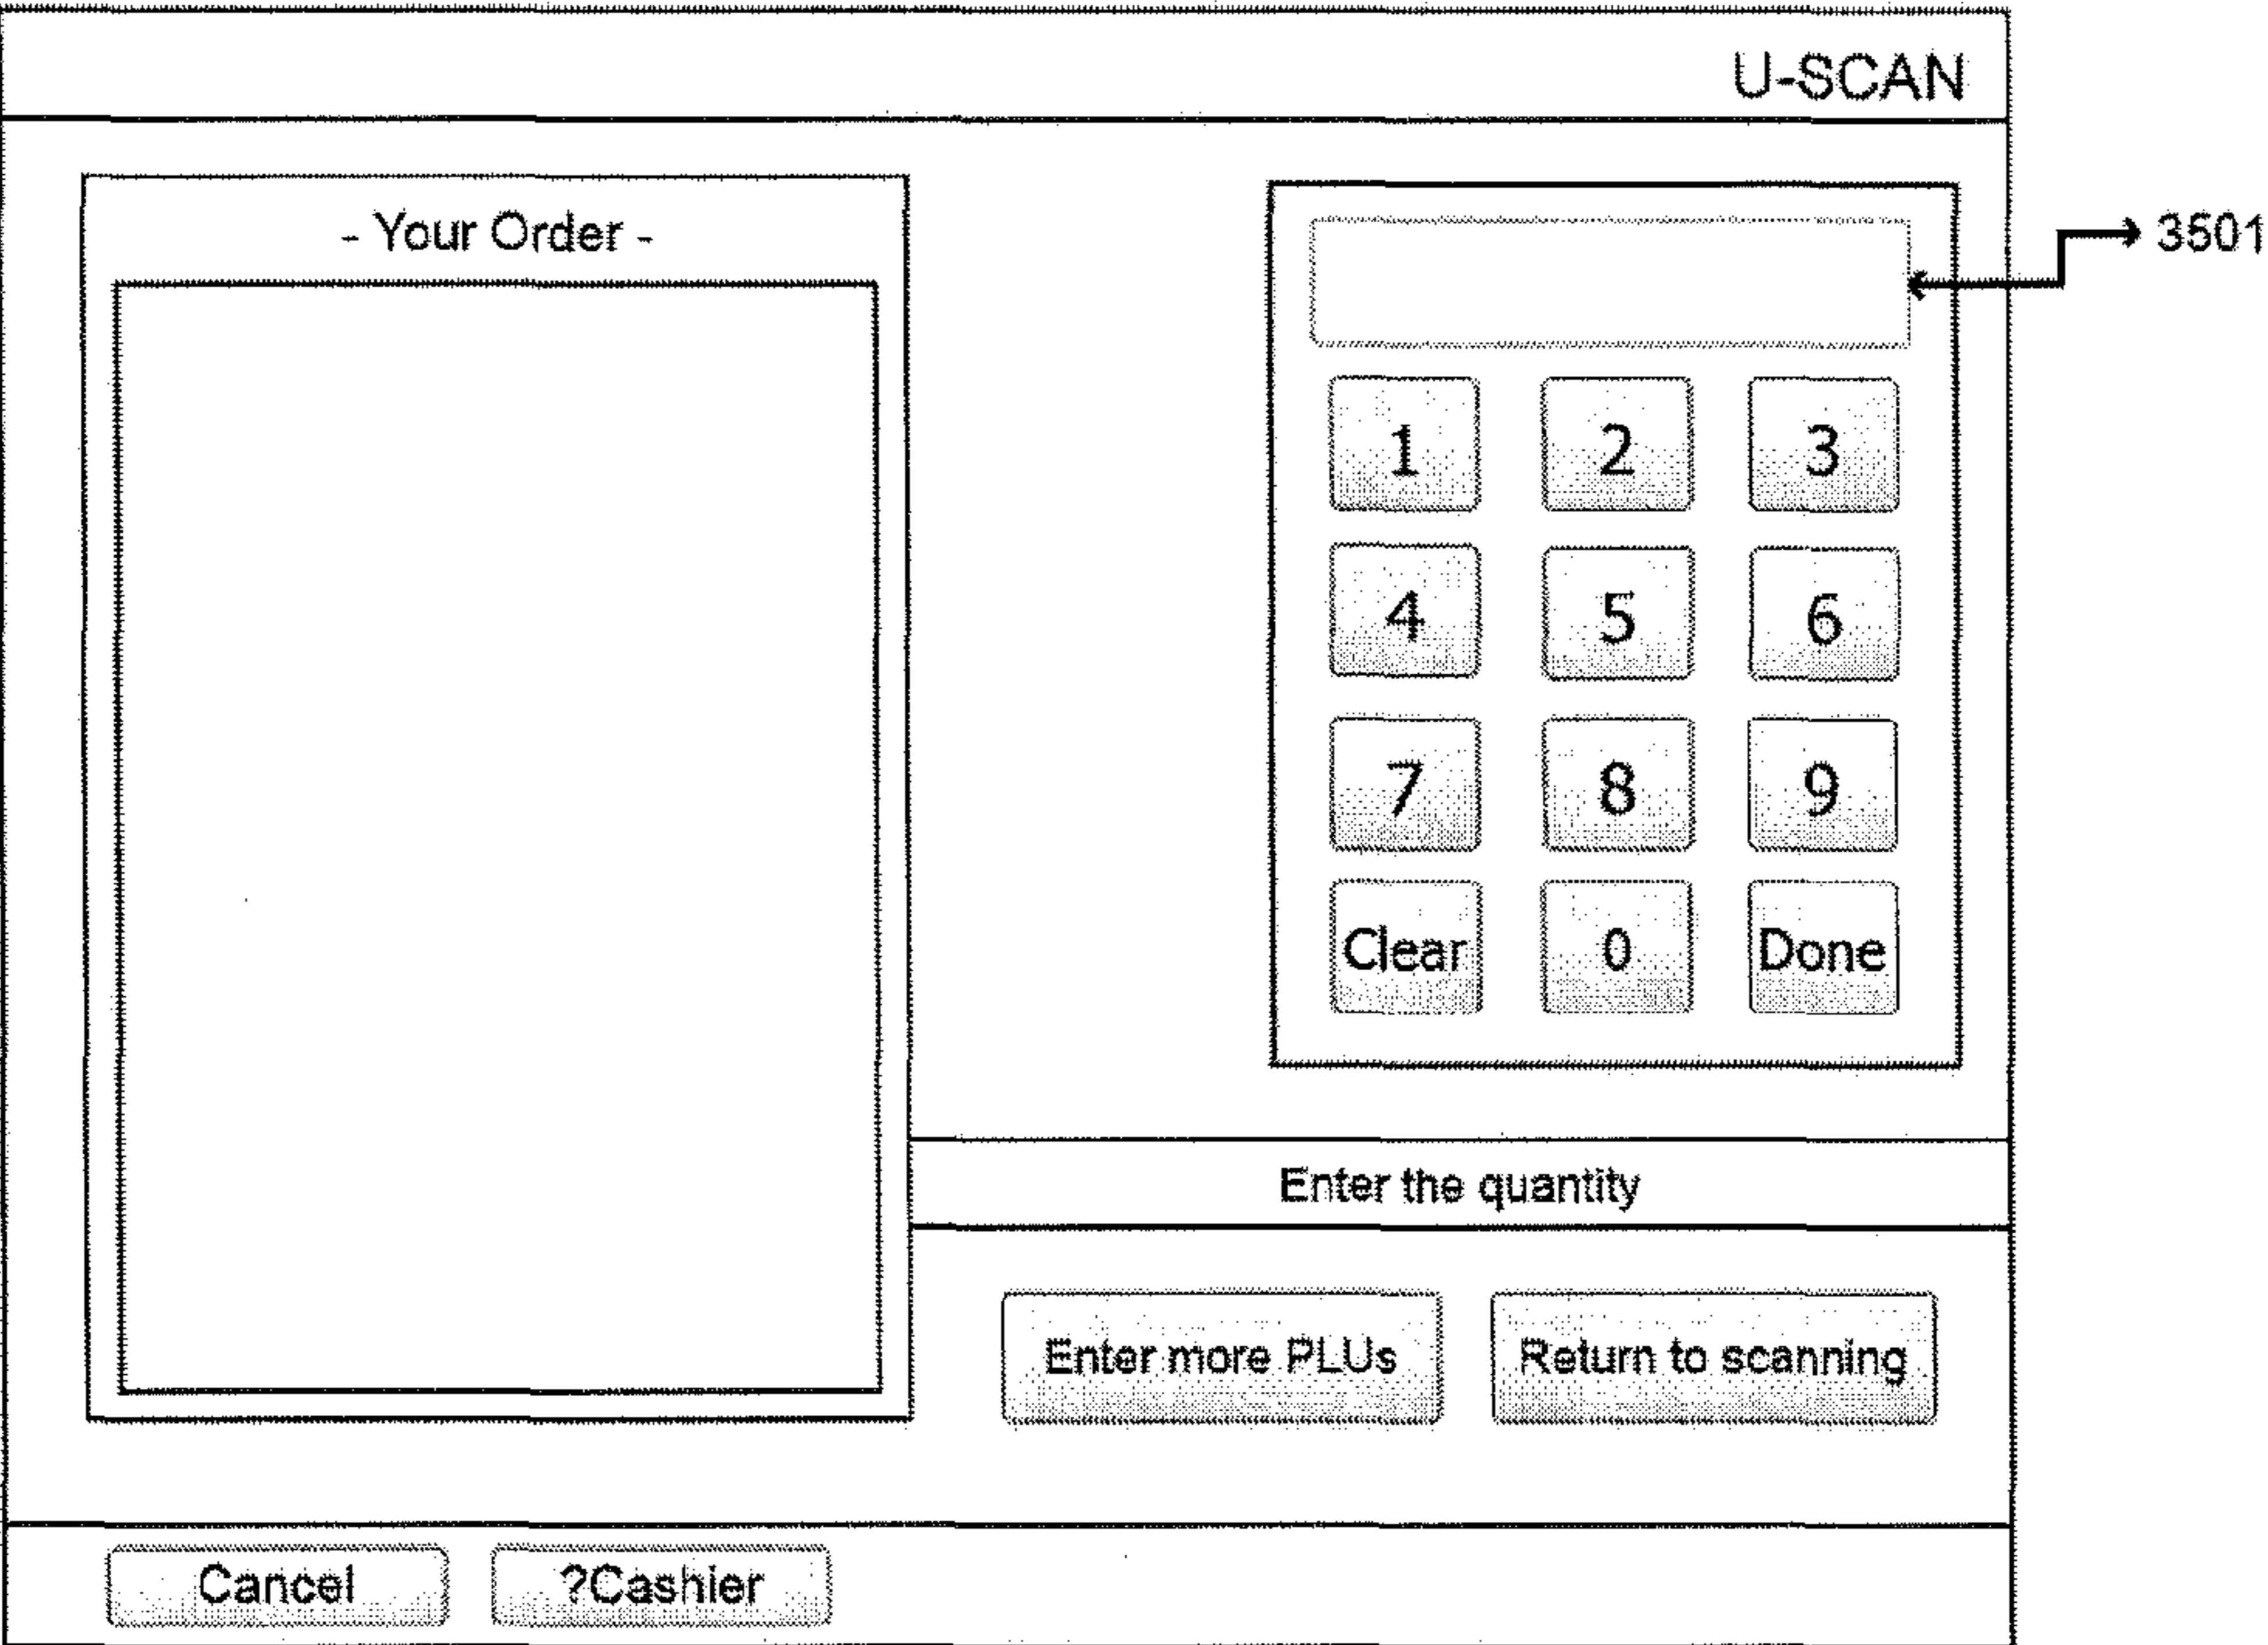 U-SCAN
- Your Order -
3501
1 2 3
4 5 6
7 8 9
Clear 0 Done
Enter the quantity
Enter more PLUs Return to scanning
Cancel ?Cashier